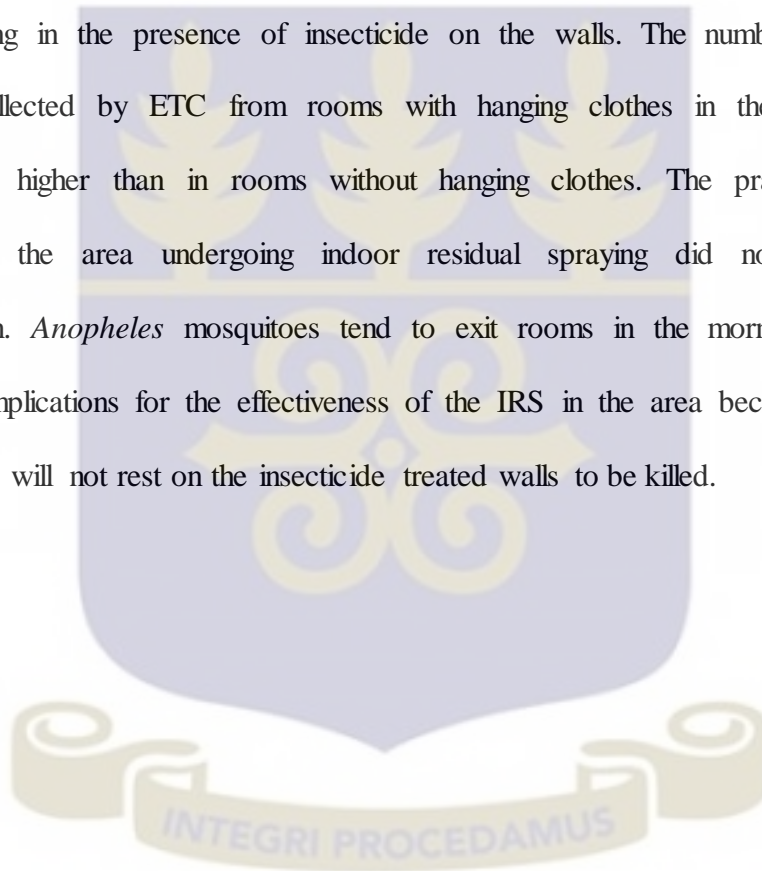 ng in the presence of insecticide on the walls. The numb
llected by ETC from rooms with hanging clothes in the
higher than in rooms without hanging clothes. The pra
the area undergoing indoor residual spraying did no
n. Anopheles mosquitoes tend to exit rooms in the morn
mplications for the effectiveness of the IRS in the area bec
will not rest on the insecticide treated walls to be killed.
INTEGRI PROCEDAMUS